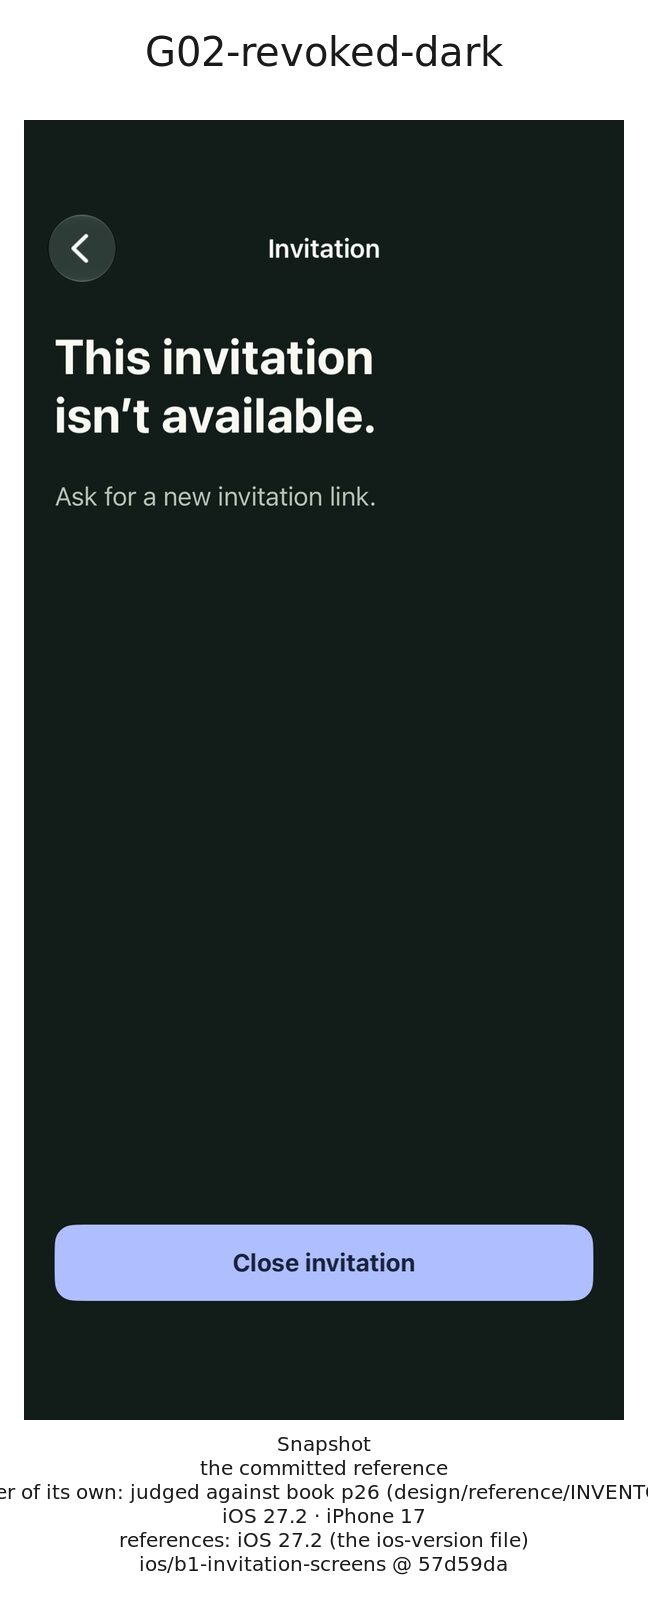 G02-revoked-dark
Invitation
This invitation
isn’t available.
Ask for a new invitation link.
Close invitation
Snapshot
the committed reference
of its own: judged against book p26 (design/reference/
iOS 27.2 · iPhone 17
references: iOS 27.2 (the ios-version file)
ios/b1-invitation-screens @ 57d59da